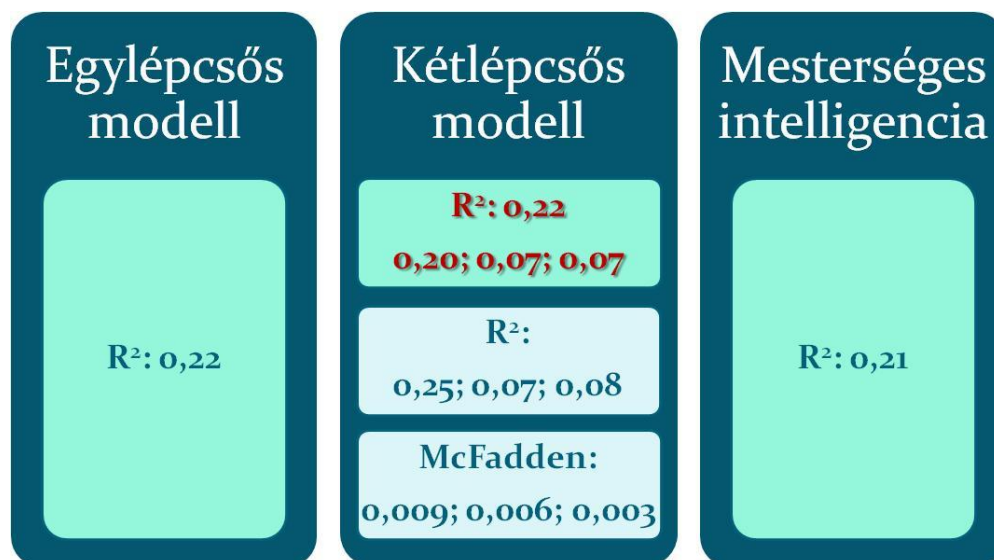 Egylépcsős
modell
R²: 0,22
Kétlépcsős
modell
R²: 0,22
0,20; 0,07; 0,07
R²:
0,25; 0,07; 0,08
McFadden:
0,009; 0,006; 0,003
Mesterséges
intelligencia
R²: 0,21